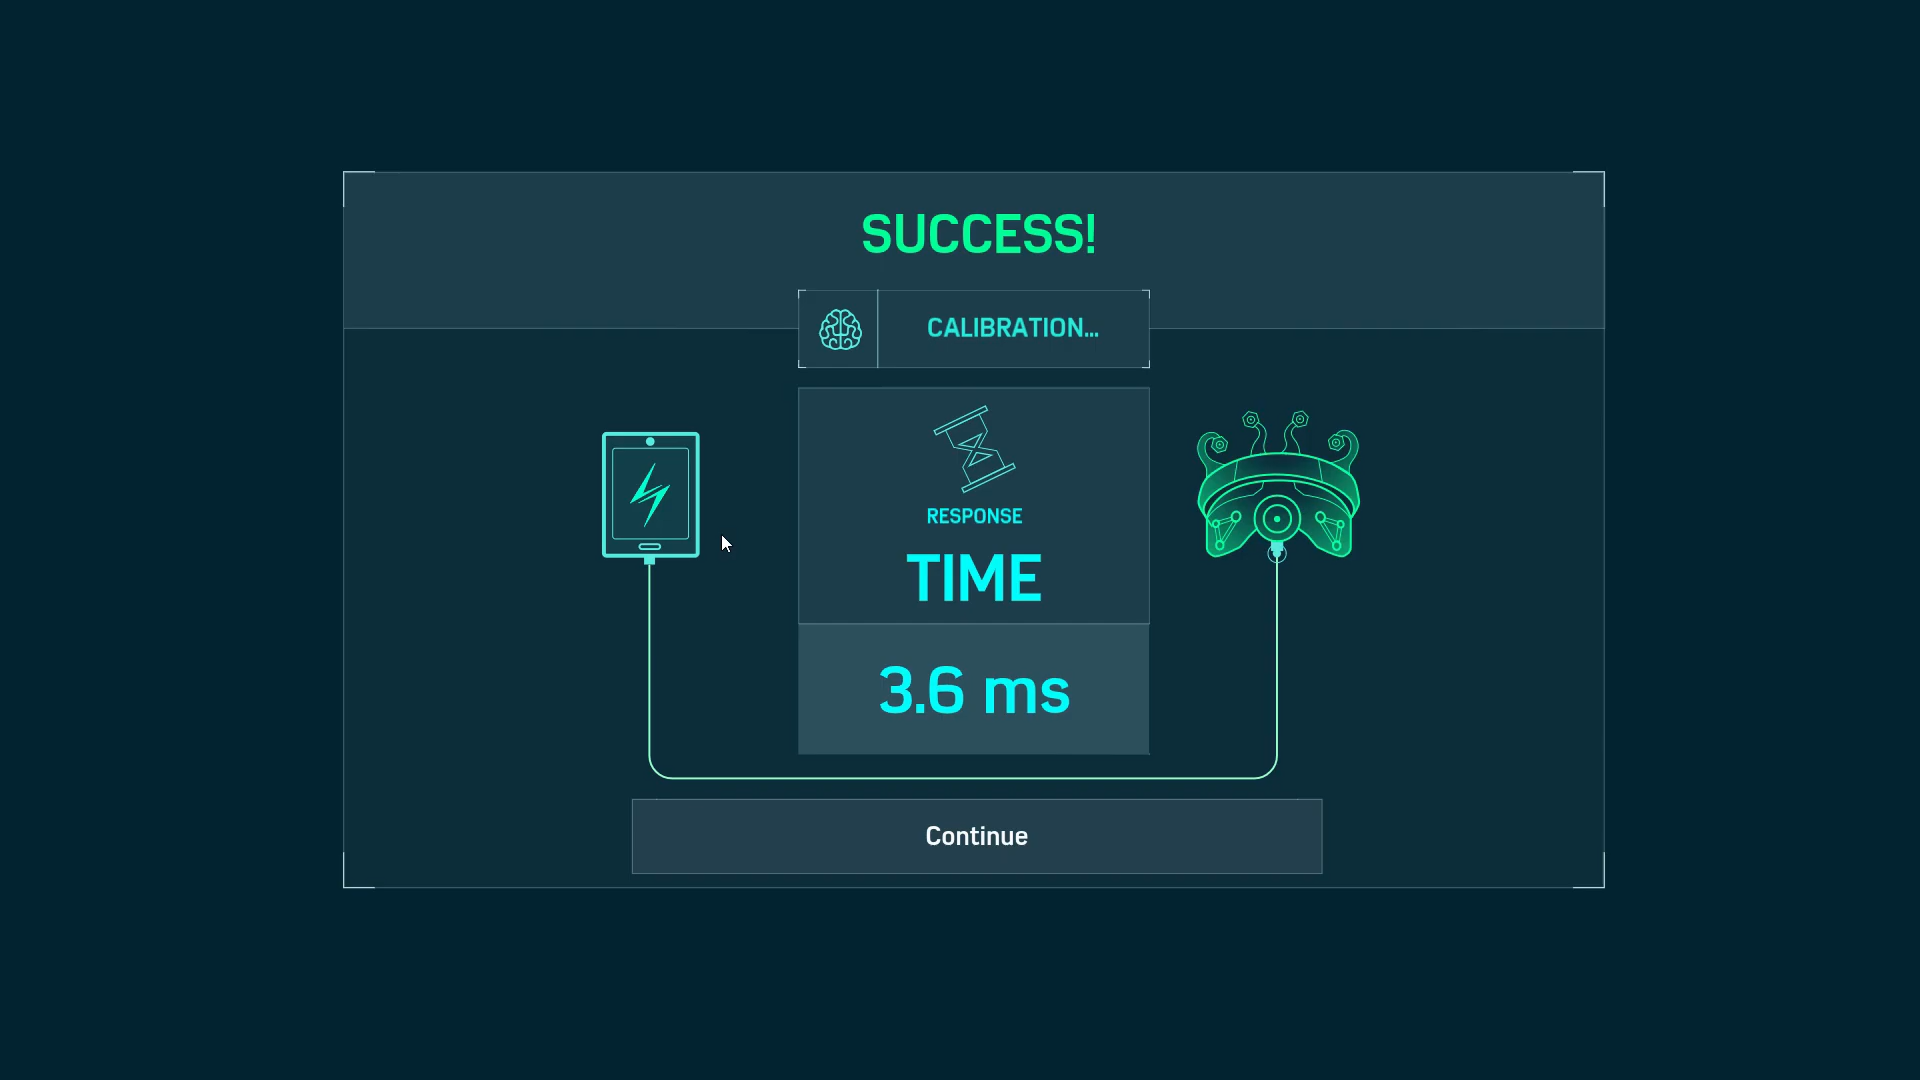 SUCCESS!
CALIBRATION...
RESPONSE
TIME
3.6 ms
Continue